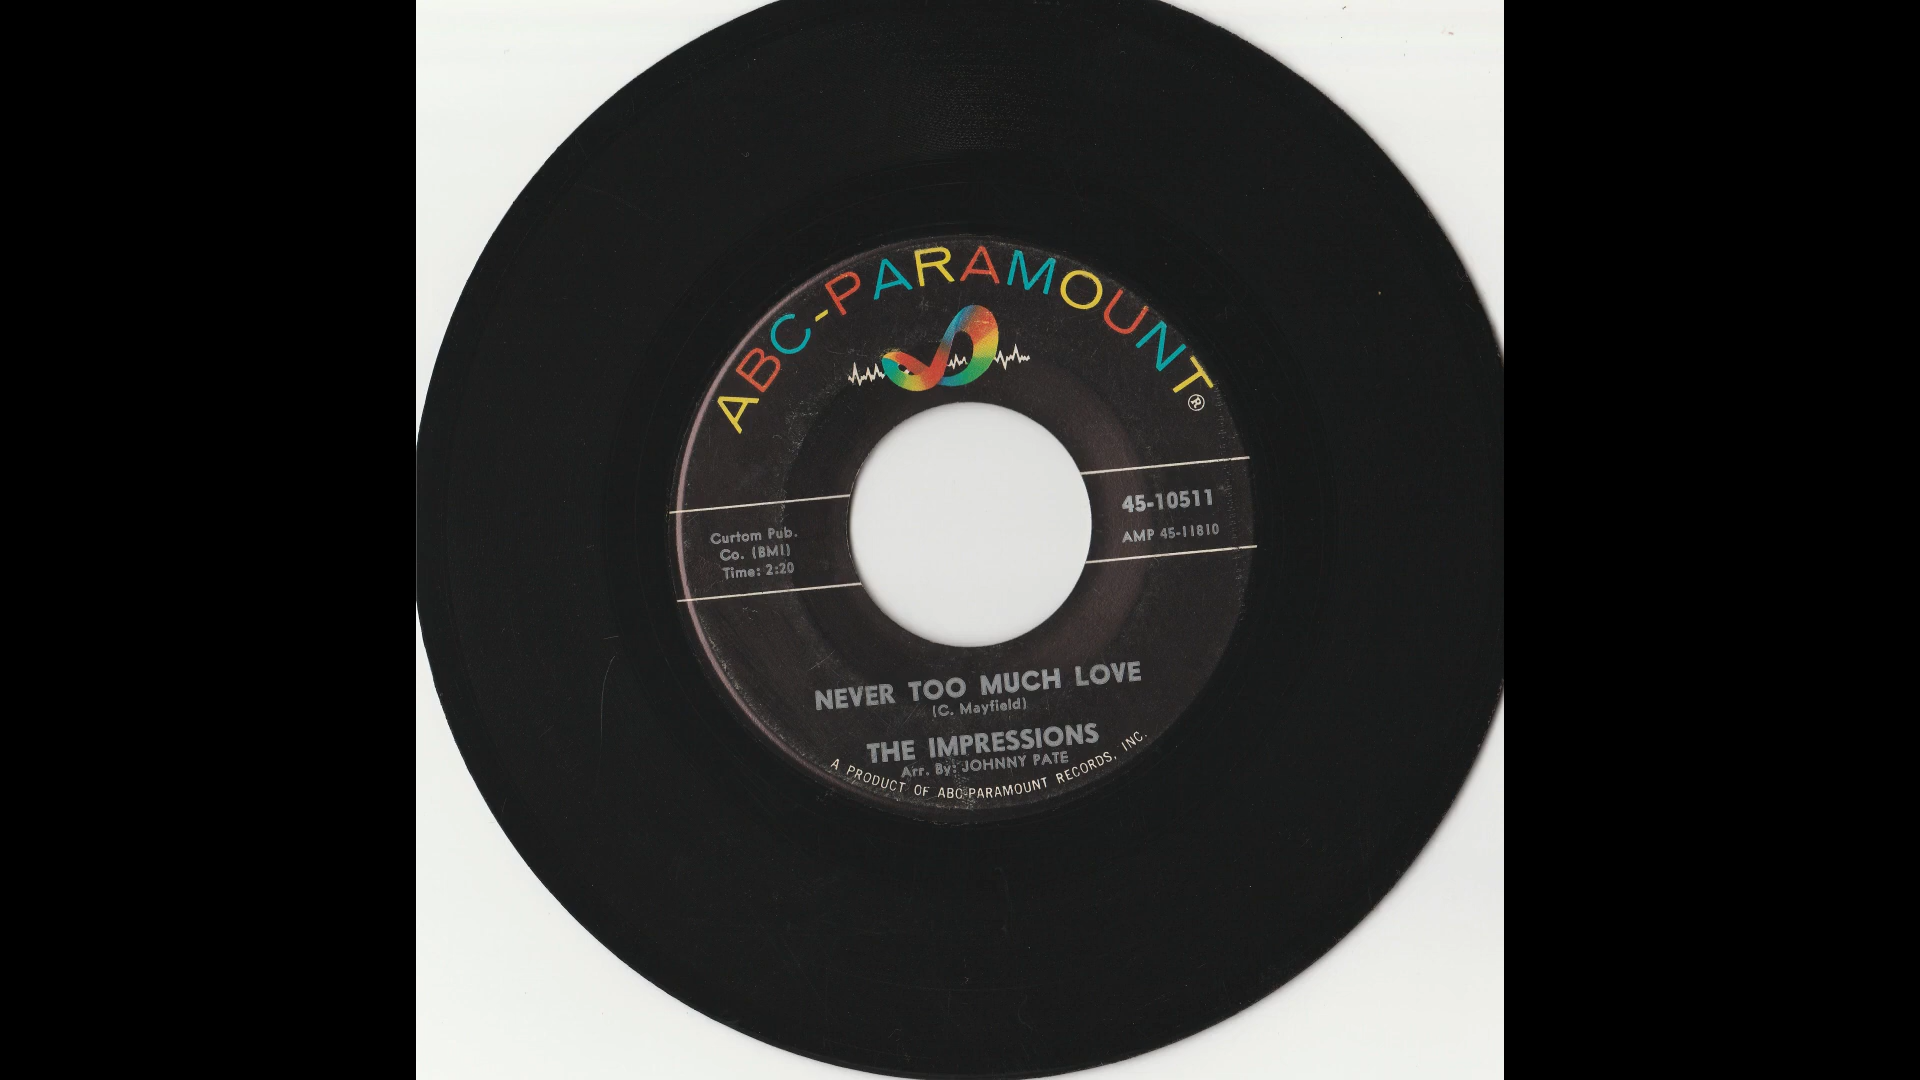 ABC-PARAMOUNT
®
45-10511
AMP 45-11810
Curtom Pub.
Co. (BMI)
Time: 2:20
NEVER TOO MUCH LOVE
(C. Mayfield)
THE IMPRESSIONS
Arr. By: JOHNNY PATE
A PRODUCT OF ABC-PARAMOUNT RECORDS, INC.